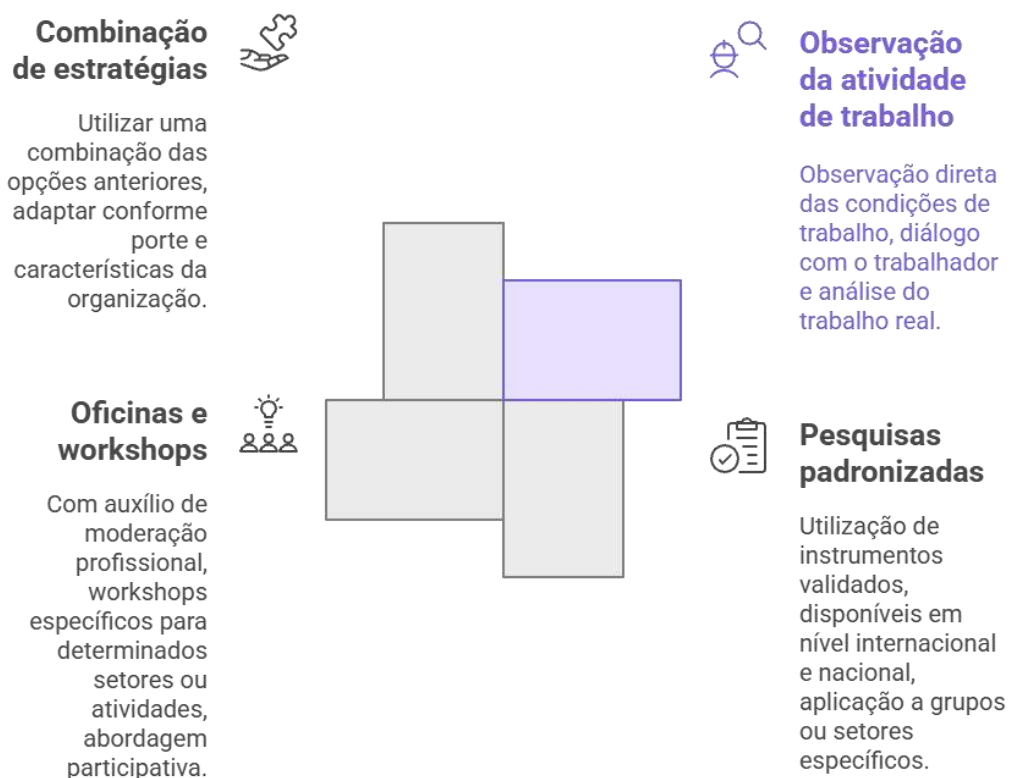 Combinação
de estratégias
Utilizar uma
combinação das
opções anteriores,
adaptar conforme
porte e
características da
organização.
Observação
da atividade
de trabalho
Observação direta
das condições de
trabalho, diálogo
com o trabalhador
e análise do
trabalho real.
Oficinas e
workshops
Com auxílio de
moderação
profissional,
workshops
específicos para
determinados
setores ou
atividades,
abordagem
participativa.
Pesquisas
padronizadas
Utilização de
instrumentos
validados,
disponíveis em
nível internacional
e nacional,
aplicação a grupos
ou setores
específicos.